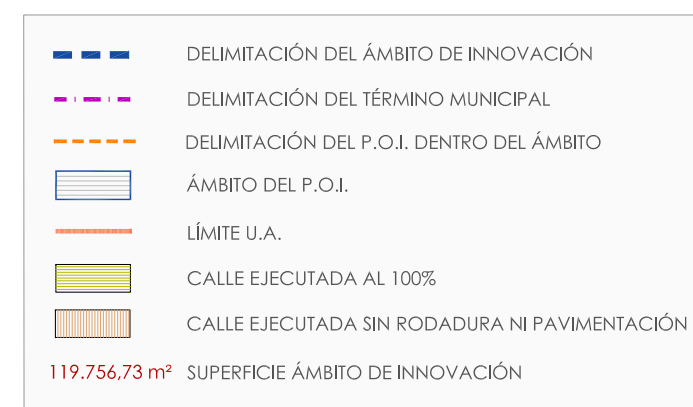 DELIMITACIÓN DEL ÁMBITO DE INNOVACIÓN
DELIMITACIÓN DEL TÉRMINO MUNICIPAL
DELIMITACIÓN DEL P.O.I. DENTRO DEL ÁMBITO
ÁMBITO DEL P.O.I.
LÍMITE U.A.
CALLE EJECUTADA AL 100%
CALLE EJECUTADA SIN RODADURA NI PAVIMENTACIÓN
119.756,73 m² SUPERFICIE ÁMBITO DE INNOVACIÓN